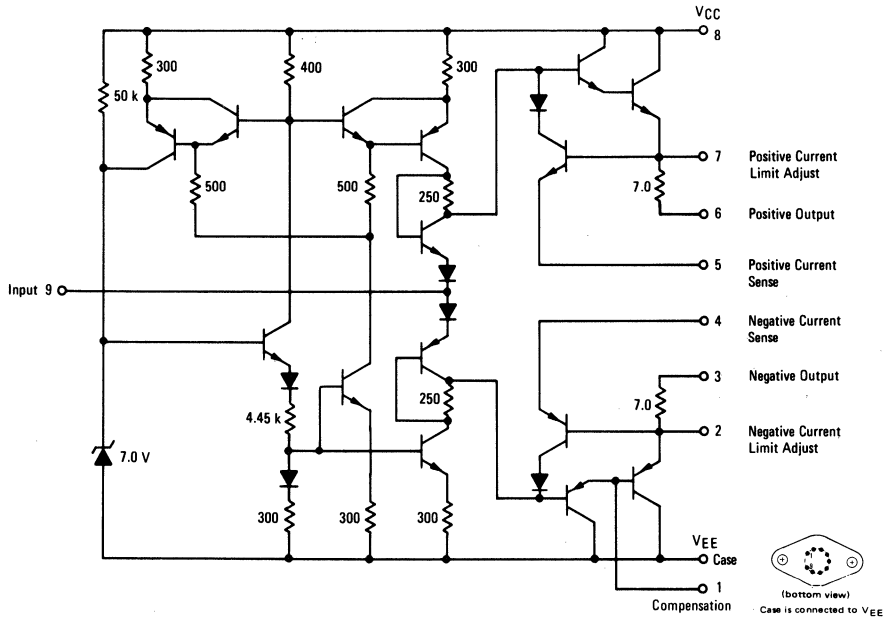 VCC
8
300
400
300
50 k
7
Positive Current
Limit Adjust
500
500
250
7.0
6
Positive Output
5
Positive Current
Sense
Input 9
4
Negative Current
Sense
3
Negative Output
250
7.0
4.45 k
2
Negative Current
Limit Adjust
7.0 V
300
300
300
VEE
Case
1
Compensation
(bottom view)
Case is connected to VEE